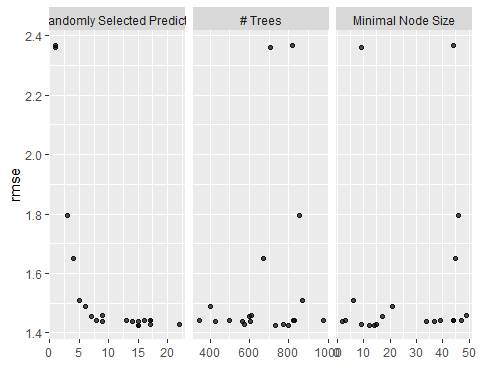 andomly Selected Predict
# Trees
Minimal Node Size
rmse
2.4
2.2
2.0
1.8
1.6
1.4
0 5 10 15 20
400 600 800 1000
0 10 20 30 40 50